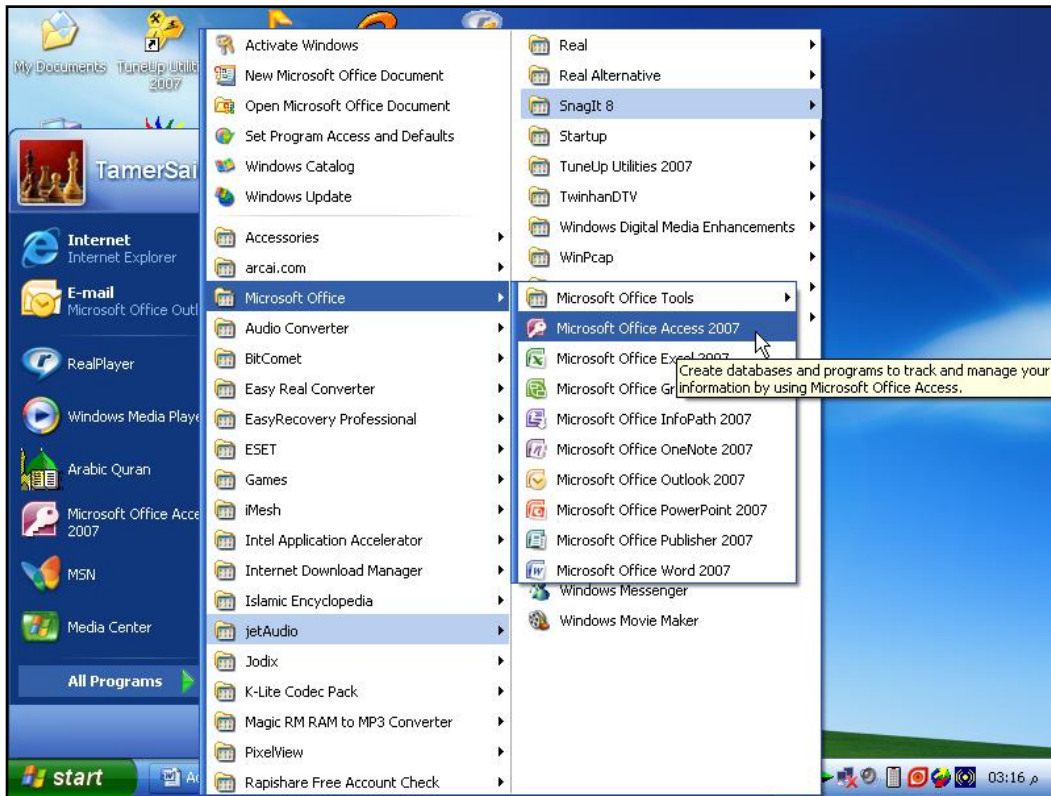 My Documents
TuneUp Utiliti
2007
TamerSai
Internet
Internet Explorer
E-mail
Microsoft Office Outl
RealPlayer
Windows Media Playe
Arabic Quran
Microsoft Office Acce
2007
MSN
Media Center
All Programs
Activate Windows
New Microsoft Office Document
Open Microsoft Office Document
Set Program Access and Defaults
Windows Catalog
Windows Update
Accessories
arcai.com
Microsoft Office
Audio Converter
BitComet
Easy Real Converter
EasyRecovery Professional
ESET
Games
iMesh
Intel Application Accelerator
Internet Download Manager
Islamic Encyclopedia
jetAudio
Jodix
K-Lite Codec Pack
Magic RM RAM to MP3 Converter
PixelView
Rapishare Free Account Check
Real
Real Alternative
SnagIt 8
Startup
TuneUp Utilities 2007
TwinhanDTV
Windows Digital Media Enhancements
WinPcap
Microsoft Office Tools
Microsoft Office Access 2007
Microsoft Office Excel 2007
Microsoft Office Gr
Create databases and programs to track and manage your
information by using Microsoft Office Access.
Microsoft Office InfoPath 2007
Microsoft Office OneNote 2007
Microsoft Office Outlook 2007
Microsoft Office PowerPoint 2007
Microsoft Office Publisher 2007
Microsoft Office Word 2007
Windows Messenger
Windows Movie Maker
start
Ac
03:16 م